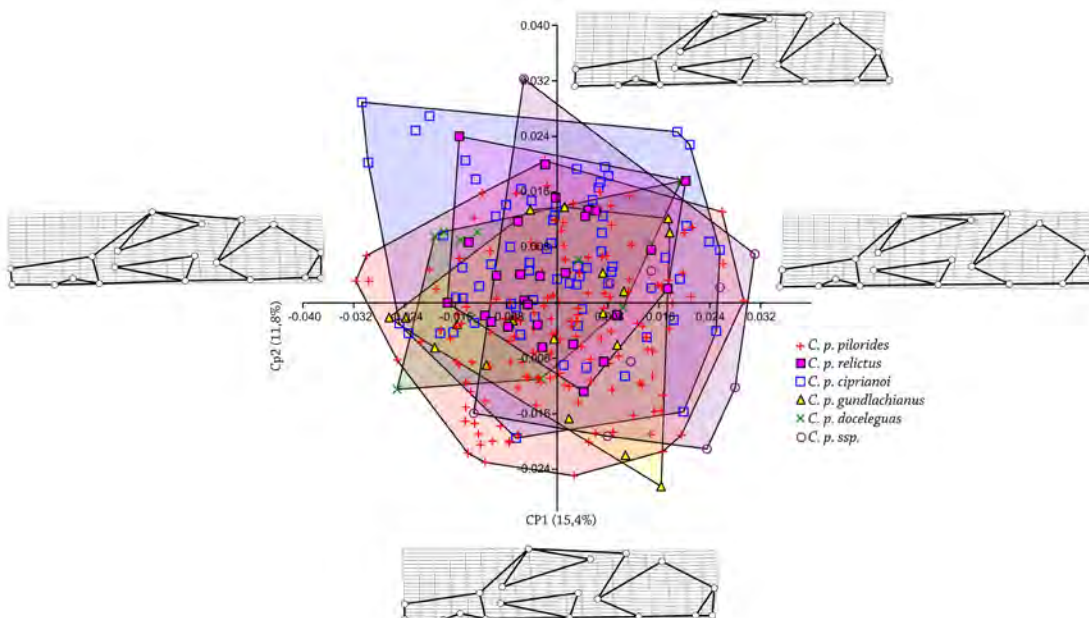 0.040
0.032
0.024
0.016
0.008
-0.040 -0.032 -0.024 -0.016 -0.008 0.016 0.024 0.032
-0.008
-0.016
-0.024
Cp2 (11,8%)
CP1 (15,4%)
C. p. pilorides
C. p. relictus
C. p. ciprianoi
C. p. gundlachianus
C. p. doceleguas
C. p. ssp.